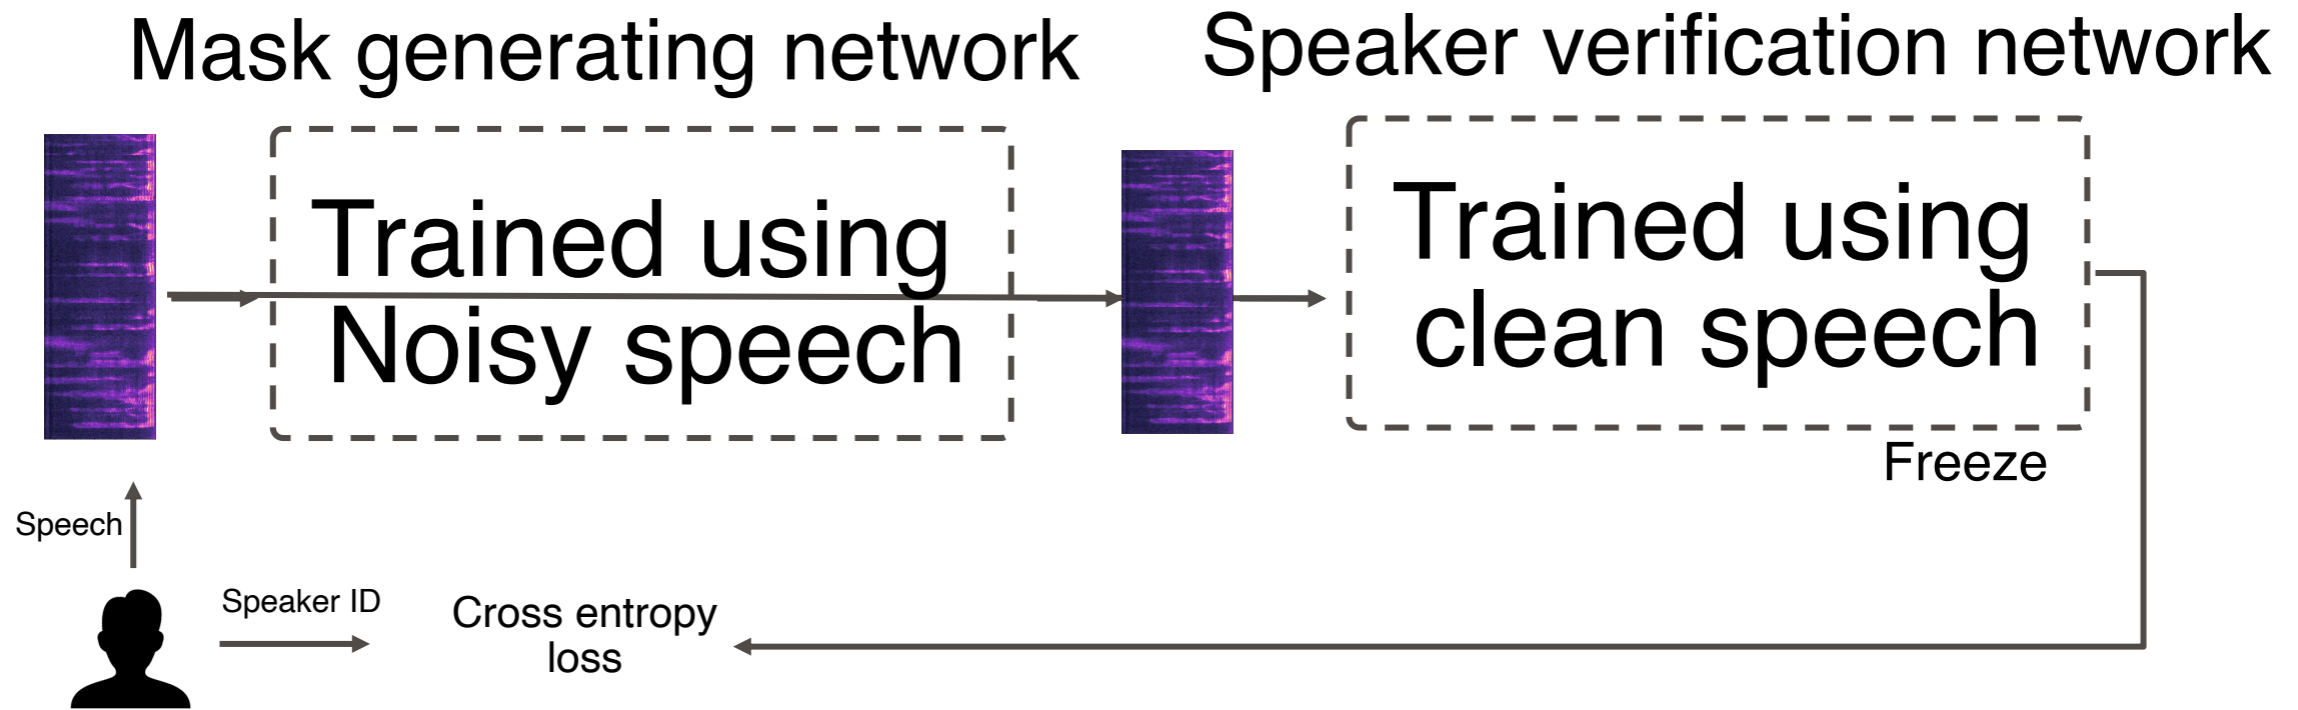 Mask generating network
Speaker verification network
Trained using
Noisy speech
Trained using
clean speech
Freeze
Speech
Speaker ID
Cross entropy
loss